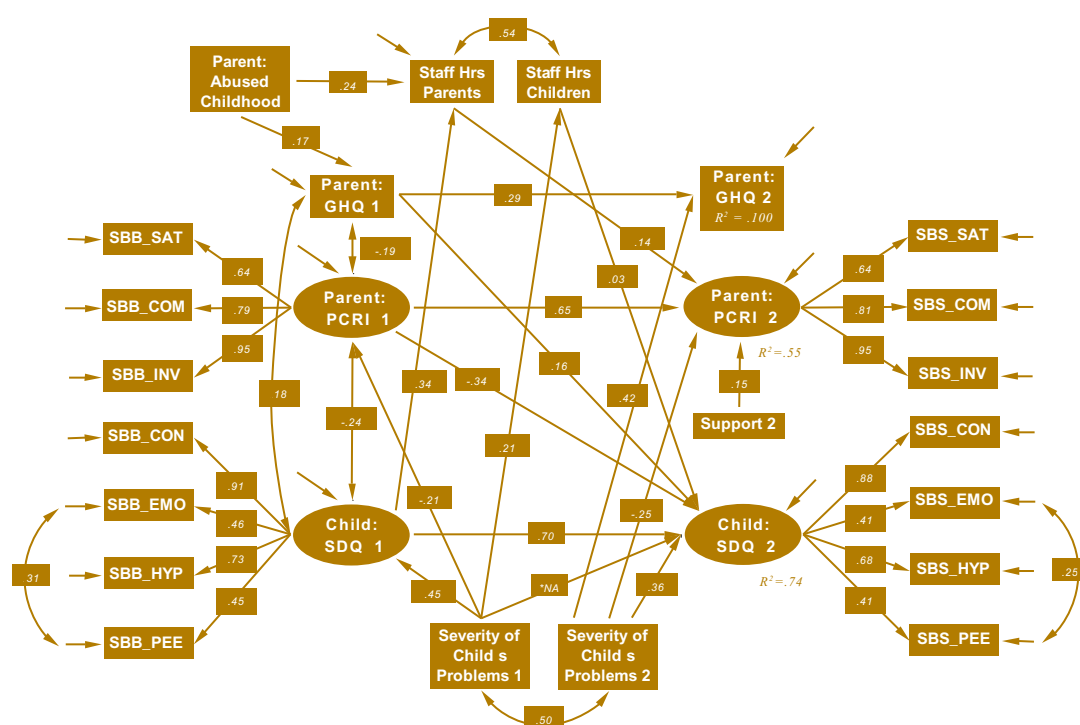 .54
Parent:
Abused
Childhood
Staff Hrs
Parents
Staff Hrs
Children
.24
.17
Parent:
GHQ 1
.29
Parent:
GHQ 2
R² = .100
SBB_SAT
-.19
.14
SBS_SAT
.64
.03
.64
SBB_COM
.79
Parent:
PCRI 1
.65
Parent:
PCRI 2
.81
SBS_COM
.95
R²=.55
.95
SBB_INV
.34
-.34
.16
.15
SBS_INV
.18
.42
-.24
Support 2
SBB_CON
.21
SBS_CON
.91
.88
SBB_EMO
-.21
-.25
SBS_EMO
.46
Child:
SDQ 1
.70
Child:
SDQ 2
.41
.73
.68
SBB_HYP
.31
SBS_HYP
.25
.45
.45
*NA
.36
R²=.74
.41
SBB_PEE
SBS_PEE
Severity of
Child s
Problems 1
Severity of
Child s
Problems 2
.50